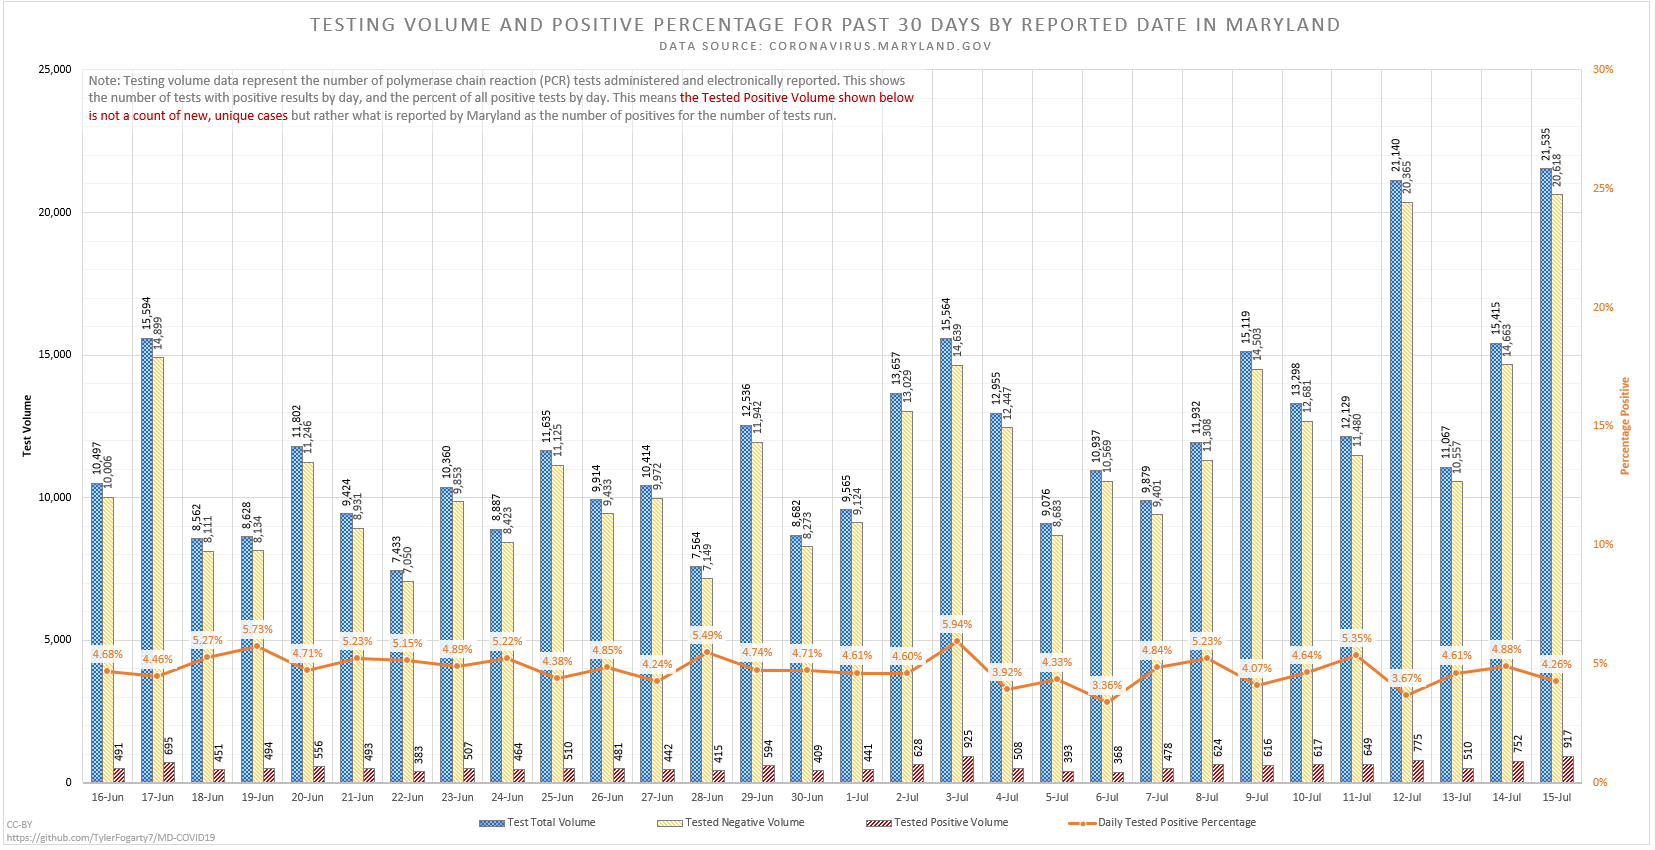 TESTING VOLUME AND POSITIVE PERCENTAGE FOR PAST 30 DAYS BY REPORTED DATE IN MARYLAND
DATA SOURCE: CORONAVIRUS.MARYLAND.GOV
Note: Testing volume data represent the number of polymerase chain reaction (PCR) tests administered and electronically reported. This shows
the number of tests with positive results by day, and the percent of all positive tests by day. This means the Tested Positive Volume shown below
is not a count of new, unique cases but rather what is reported by Maryland as the number of positives for the number of tests run.
25,000
20,000
15,000
10,000
5,000
0
Test Volume
30%
25%
20%
15%
10%
5%
0%
Percentage Positive
10,497 10,006 4.68% 491 16-Jun
15,594 14,899 4.46% 695 17-Jun
8,562 8,111 5.27% 451 18-Jun
8,628 8,134 5.73% 494 19-Jun
11,802 11,246 4.71% 556 20-Jun
9,424 8,931 5.23% 493 21-Jun
7,433 7,050 5.15% 383 22-Jun
10,360 9,853 4.89% 507 23-Jun
8,887 8,423 5.22% 464 24-Jun
11,635 11,125 4.38% 510 25-Jun
9,914 9,433 4.85% 481 26-Jun
10,414 9,972 4.24% 442 27-Jun
7,564 7,149 5.49% 415 28-Jun
12,536 11,942 4.74% 594 29-Jun
8,682 8,273 4.71% 409 30-Jun
9,565 9,124 4.61% 441 1-Jul
13,657 13,029 4.60% 628 2-Jul
15,564 14,639 5.94% 925 3-Jul
12,955 12,447 3.92% 508 4-Jul
9,076 8,683 4.33% 393 5-Jul
10,937 10,569 3.36% 368 6-Jul
9,879 9,401 4.84% 478 7-Jul
11,932 11,308 5.23% 624 8-Jul
15,119 14,503 4.07% 616 9-Jul
13,298 12,681 4.64% 617 10-Jul
12,129 11,480 5.35% 649 11-Jul
21,140 20,365 3.67% 775 12-Jul
11,067 10,557 4.61% 510 13-Jul
15,415 14,663 4.88% 752 14-Jul
21,535 20,618 4.26% 917 15-Jul
Test Total Volume Tested Negative Volume Tested Positive Volume Daily Tested Positive Percentage
CC-BY
https://github.com/TylerFogarty7/MD-COVID19